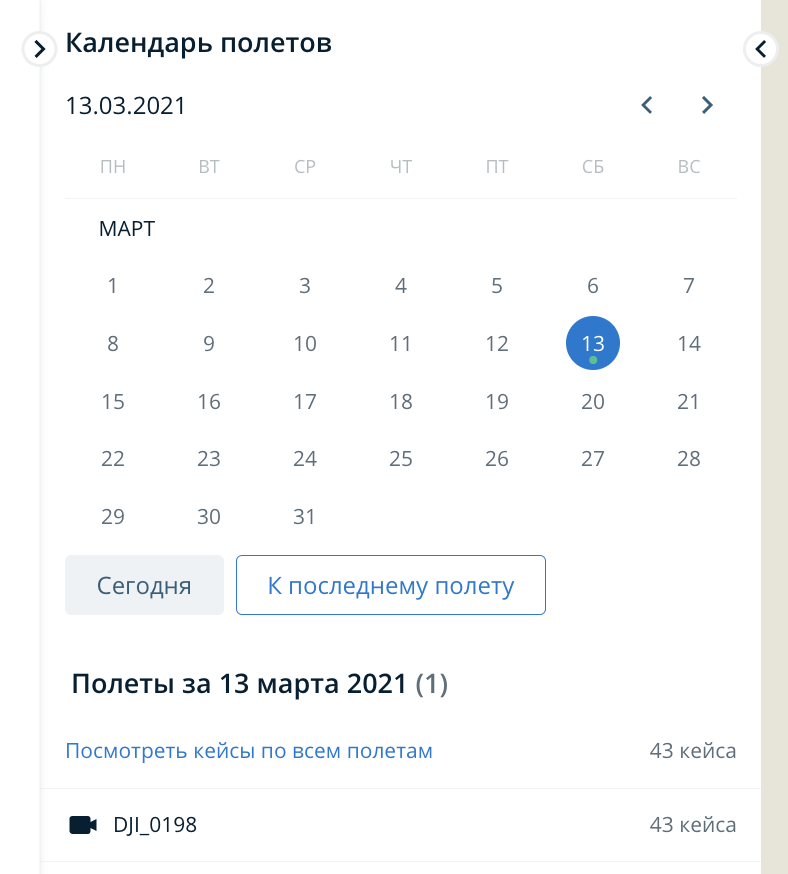 Календарь полетов
13.03.2021
ПН ВТ СР ЧТ ПТ СБ ВС
МАРТ
1 2 3 4 5 6 7
8 9 10 11 12 13 14
15 16 17 18 19 20 21
22 23 24 25 26 27 28
29 30 31
Сегодня К последнему полету
Полеты за 13 марта 2021 (1)
Посмотреть кейсы по всем полетам 43 кейса
DJI_0198 43 кейса